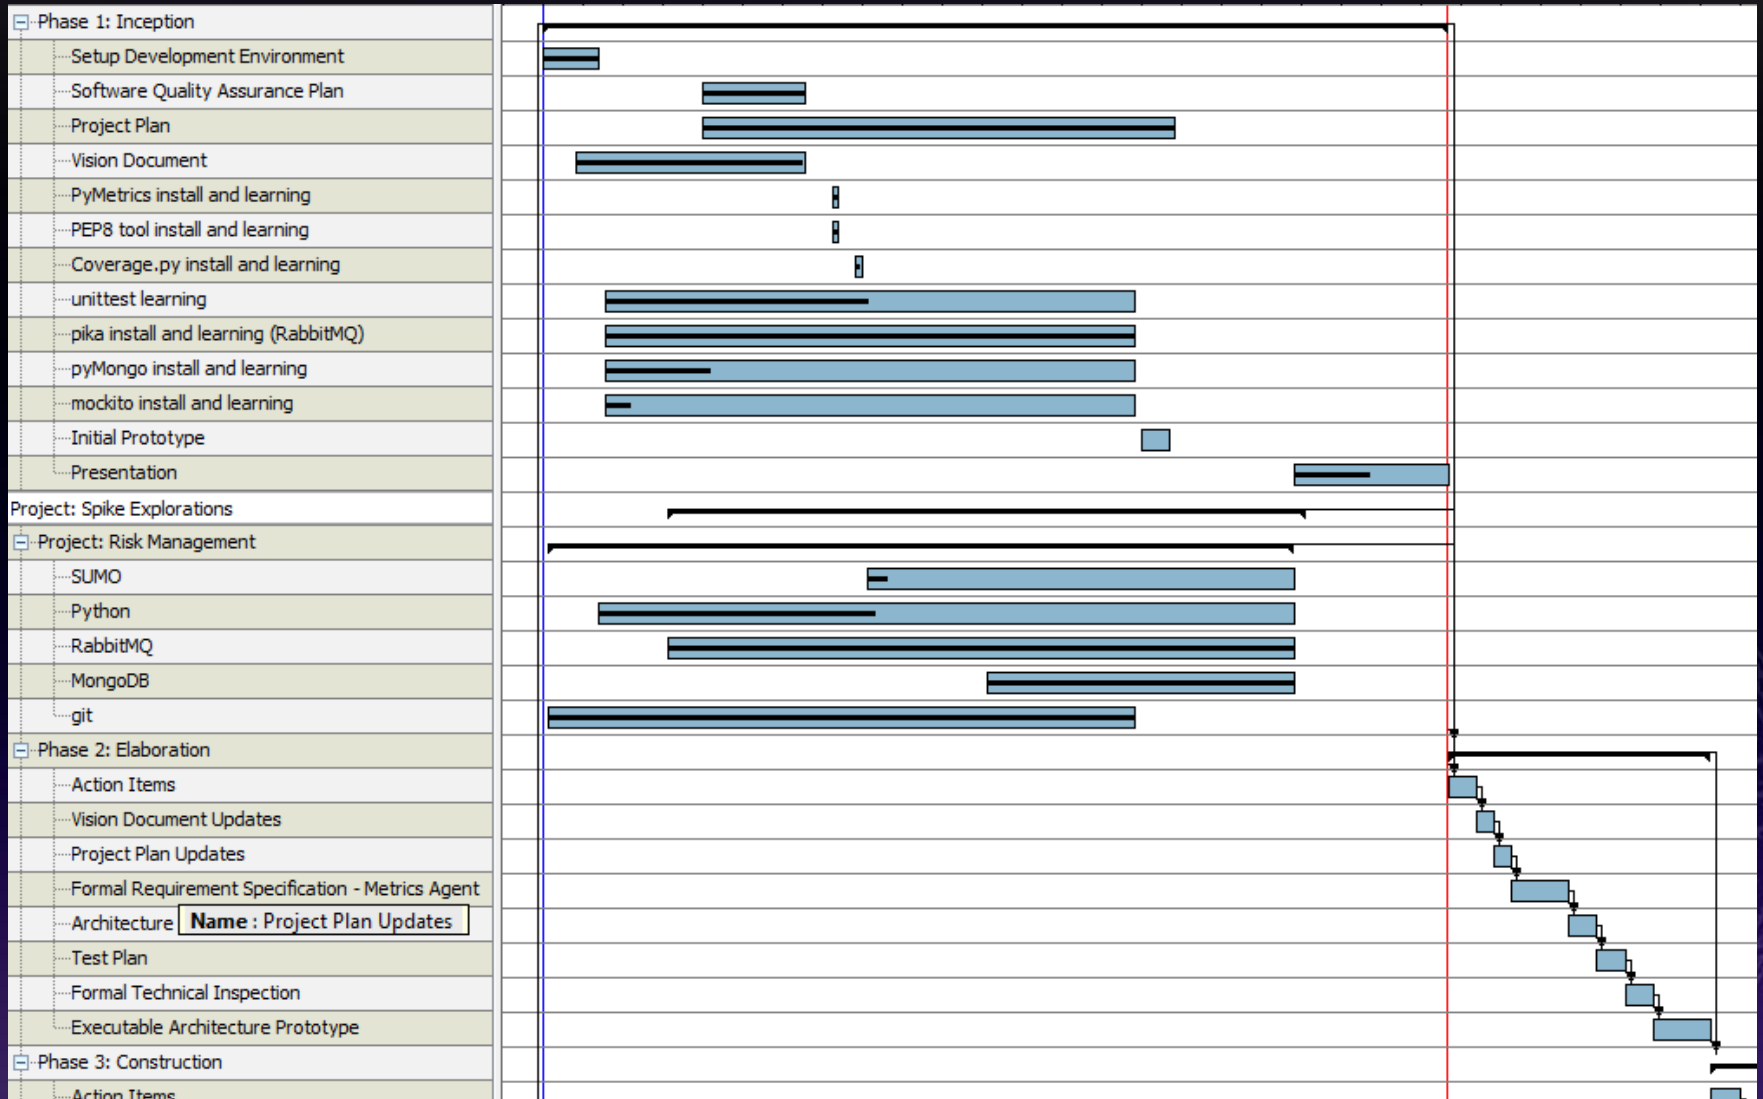 Phase 1: Inception
Setup Development Environment
Software Quality Assurance Plan
Project Plan
Vision Document
PyMetrics install and learning
PEP8 tool install and learning
Coverage.py install and learning
unittest learning
pika install and learning (RabbitMQ)
pyMongo install and learning
mockito install and learning
Initial Prototype
Presentation
Project: Spike Explorations
Project: Risk Management
SUMO
Python
RabbitMQ
MongoDB
git
Phase 2: Elaboration
Action Items
Vision Document Updates
Project Plan Updates
Formal Requirement Specification - Metrics Agent
Architecture
Name : Project Plan Updates
Test Plan
Formal Technical Inspection
Executable Architecture Prototype
Phase 3: Construction
Action Items